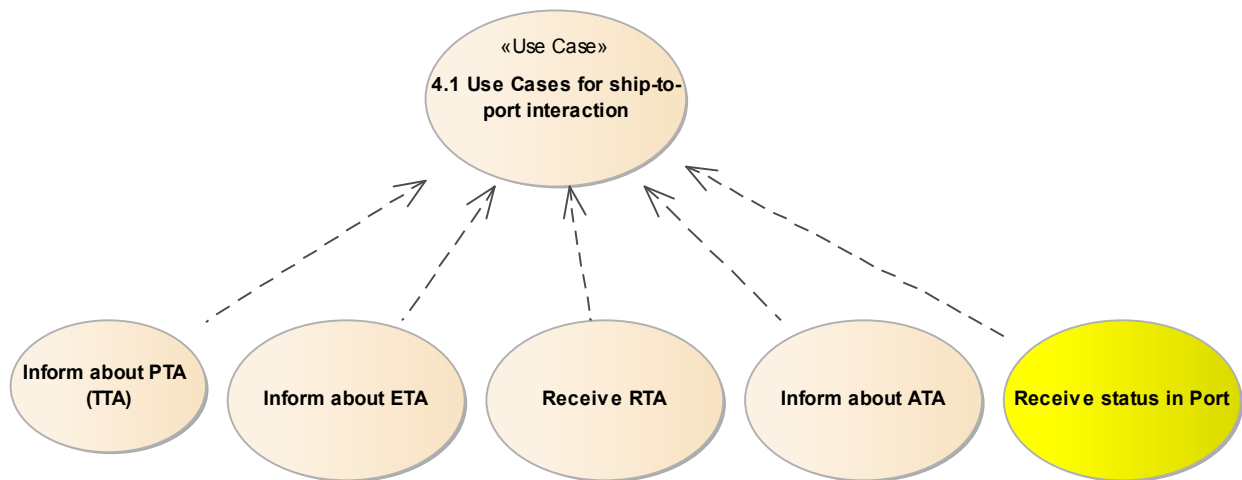 «Use Case»
4.1 Use Cases for ship-to-
port interaction
Inform about PTA
(TTA)
Inform about ETA
Receive RTA
Inform about ATA
Receive status in Port